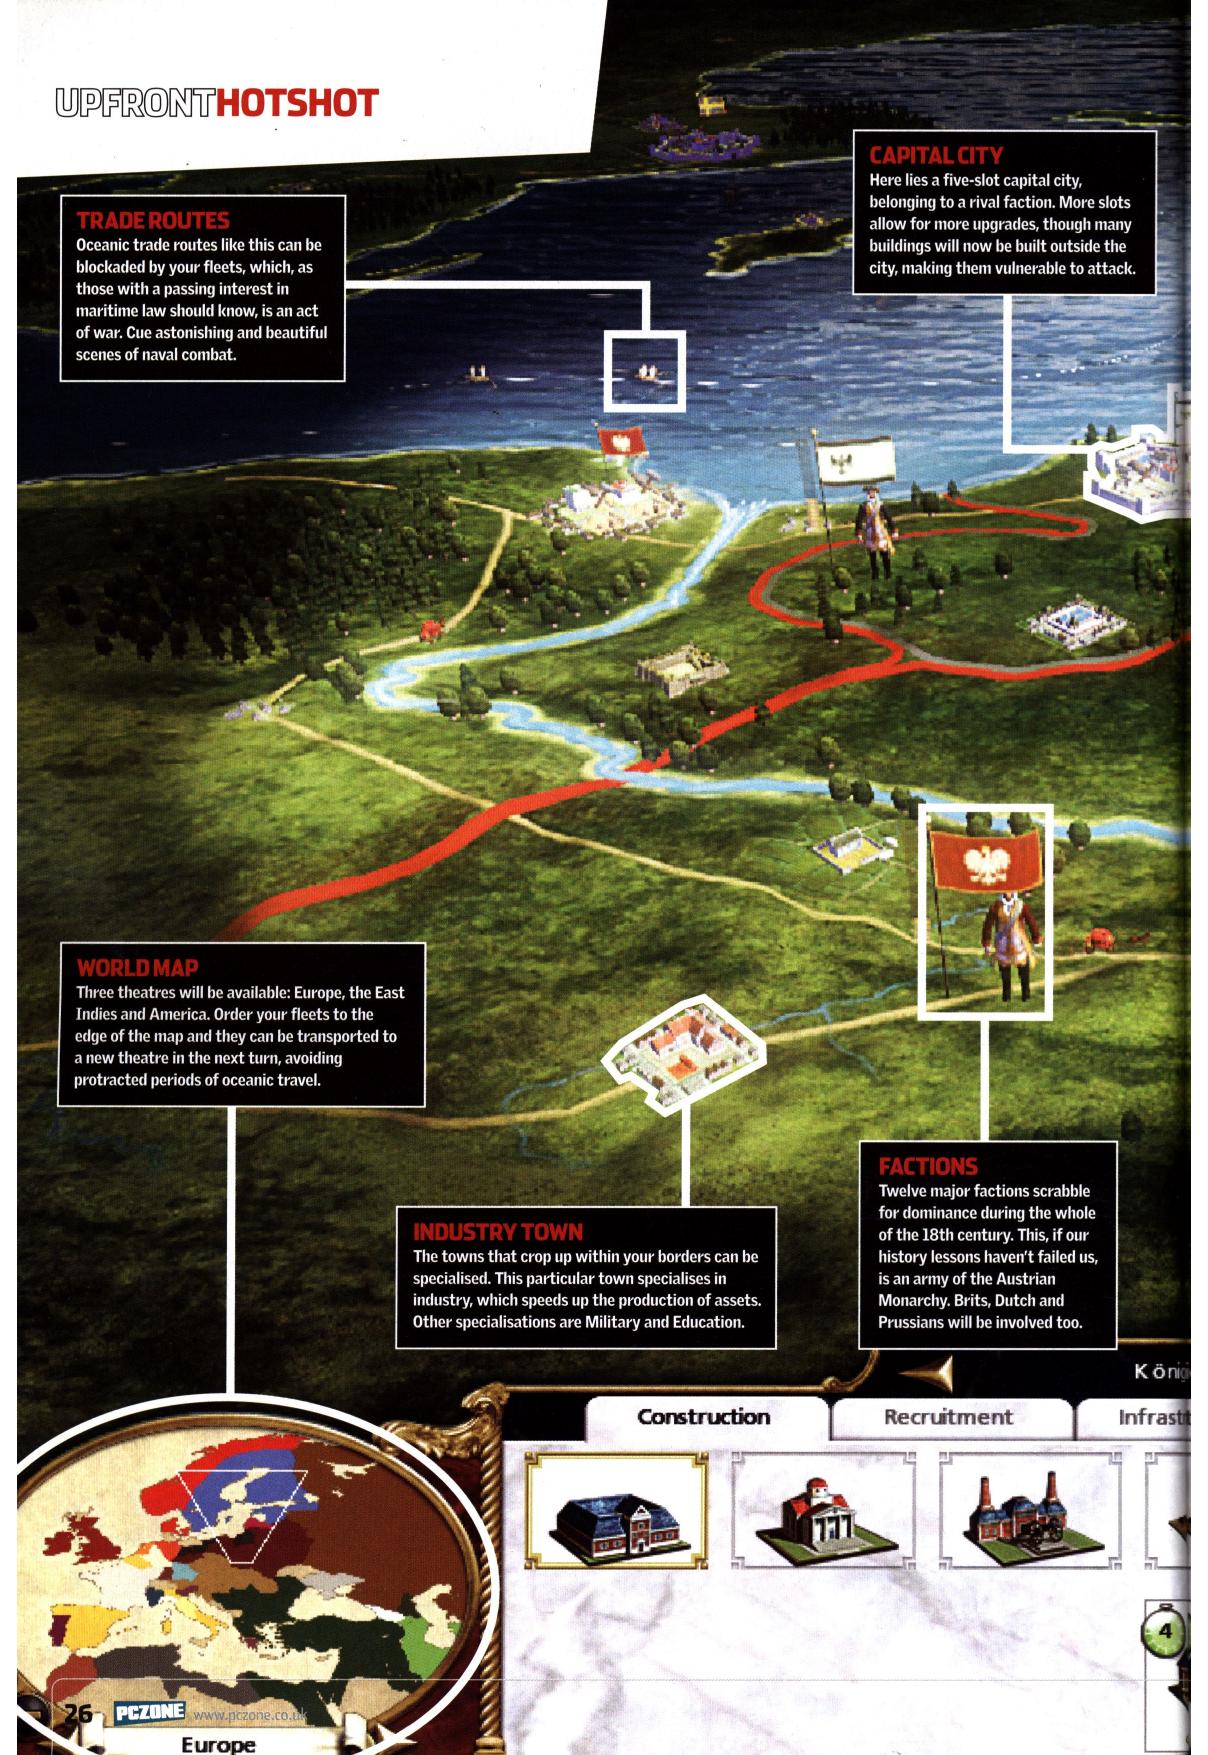 UPFRONTHOTSHOT
CAPITAL CITY
Here lies a five-slot capital city,
belonging to a rival faction. More slots
allow for more upgrades, though many
buildings will now be built outside the
city, making them vulnerable to attack.
TRADE ROUTES
Oceanic trade routes like this can be
blockaded by your fleets, which, as
those with a passing interest in
maritime law should know, is an act
of war. Cue astonishing and beautiful
scenes of naval combat.
WORLD MAP
Three theatres will be available: Europe, the East
Indies and America. Order your fleets to the
edge of the map and they can be transported to
a new theatre in the next turn, avoiding
protracted periods of oceanic travel.
INDUSTRY TOWN
The towns that crop up within your borders can be
specialised. This particular town specialises in
industry, which speeds up the production of assets.
Other specialisations are Military and Education.
FACTIONS
Twelve major factions scrabble
for dominance during the whole
of the 18th century. This, if our
history lessons haven't failed us,
is an army of the Austrian
Monarchy. Brits, Dutch and
Prussians will be involved too.
König
Construction
Recruitment
Infrast
4
26 PCZONE www.pczone.co.uk
Europe